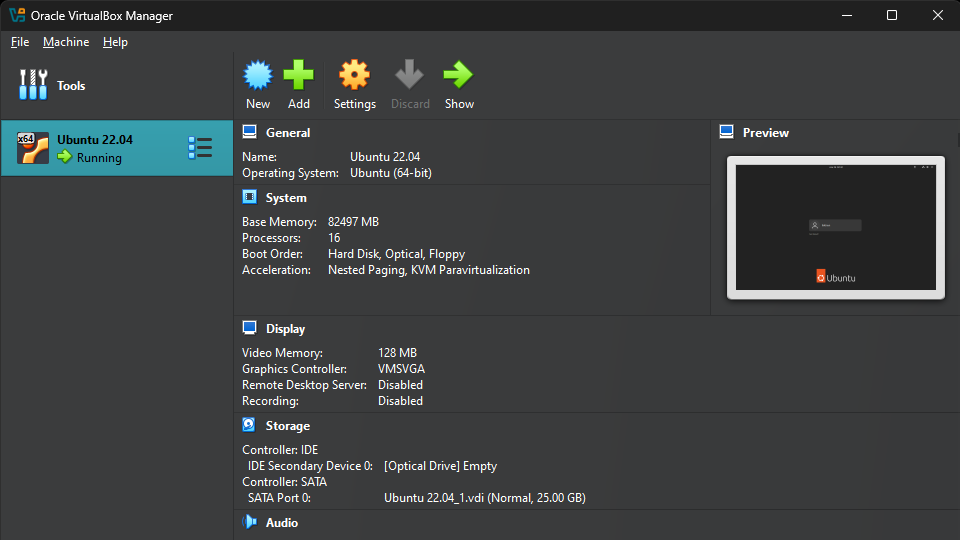 Oracle VirtualBox Manager
File Machine Help
Tools
New Add Settings Discard Show
x64
Ubuntu 22.04
Running
General
Name: Ubuntu 22.04
Operating System: Ubuntu (64-bit)
System
Base Memory: 82497 MB
Processors: 16
Boot Order: Hard Disk, Optical, Floppy
Acceleration: Nested Paging, KVM Paravirtualization
Preview
Ubuntu
Display
Video Memory: 128 MB
Graphics Controller: VMSVGA
Remote Desktop Server: Disabled
Recording: Disabled
Storage
Controller: IDE
IDE Secondary Device 0: [Optical Drive] Empty
Controller: SATA
SATA Port 0: Ubuntu 22.04_1.vdi (Normal, 25.00 GB)
Audio